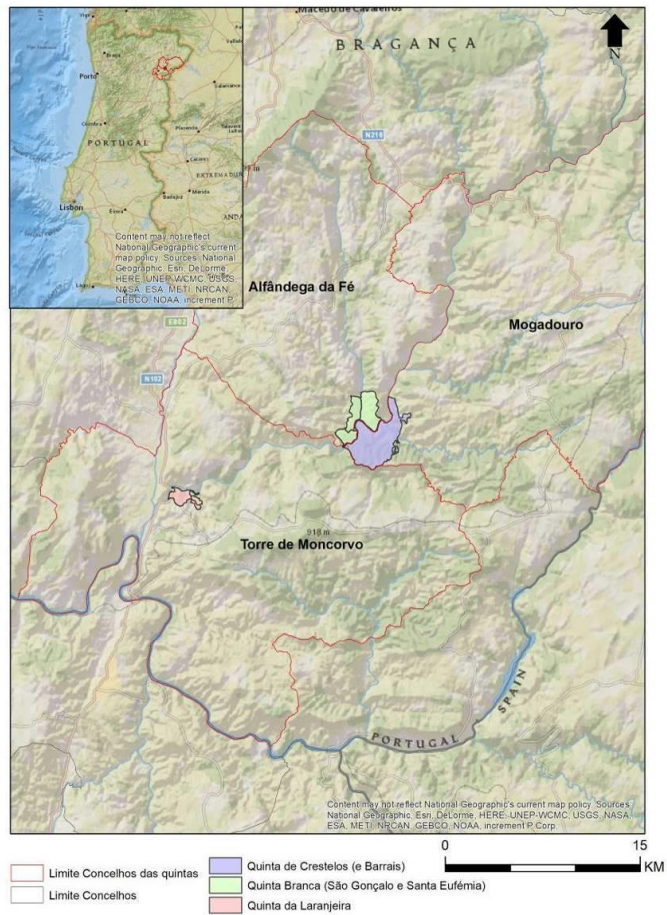 Macedo de Cavaleiros
BRAGANÇA
N
N216
Braga
Porto
Coimbra
PORTUGAL
Lisbon
Evora
Badajoz
Merida
Caceres
Plasencia
Salamanca
Content may not reflect
National Geographic's current
map policy. Sources: National
Geographic, Esri, DeLorme,
HERE, UNEP-WCMC, USGS,
NASA, ESA, METI, NRCAN,
GEBCO, NOAA, increment P
Alfândega da Fé
Mogadouro
E802
N102
918 m
Torre de Moncorvo
PORTUGAL
SPAIN
Content may not reflect National Geographic's current map policy. Sources:
National Geographic, Esri, DeLorme, HERE, UNEP-WCMC, USGS, NASA,
ESA, METI, NRCAN, GEBCO, NOAA, increment P Corp.
0 15
KM
Limite Concelhos das quintas
Limite Concelhos
Quinta de Crestelos (e Barrais)
Quinta Branca (São Gonçalo e Santa Eufémia)
Quinta da Laranjeira